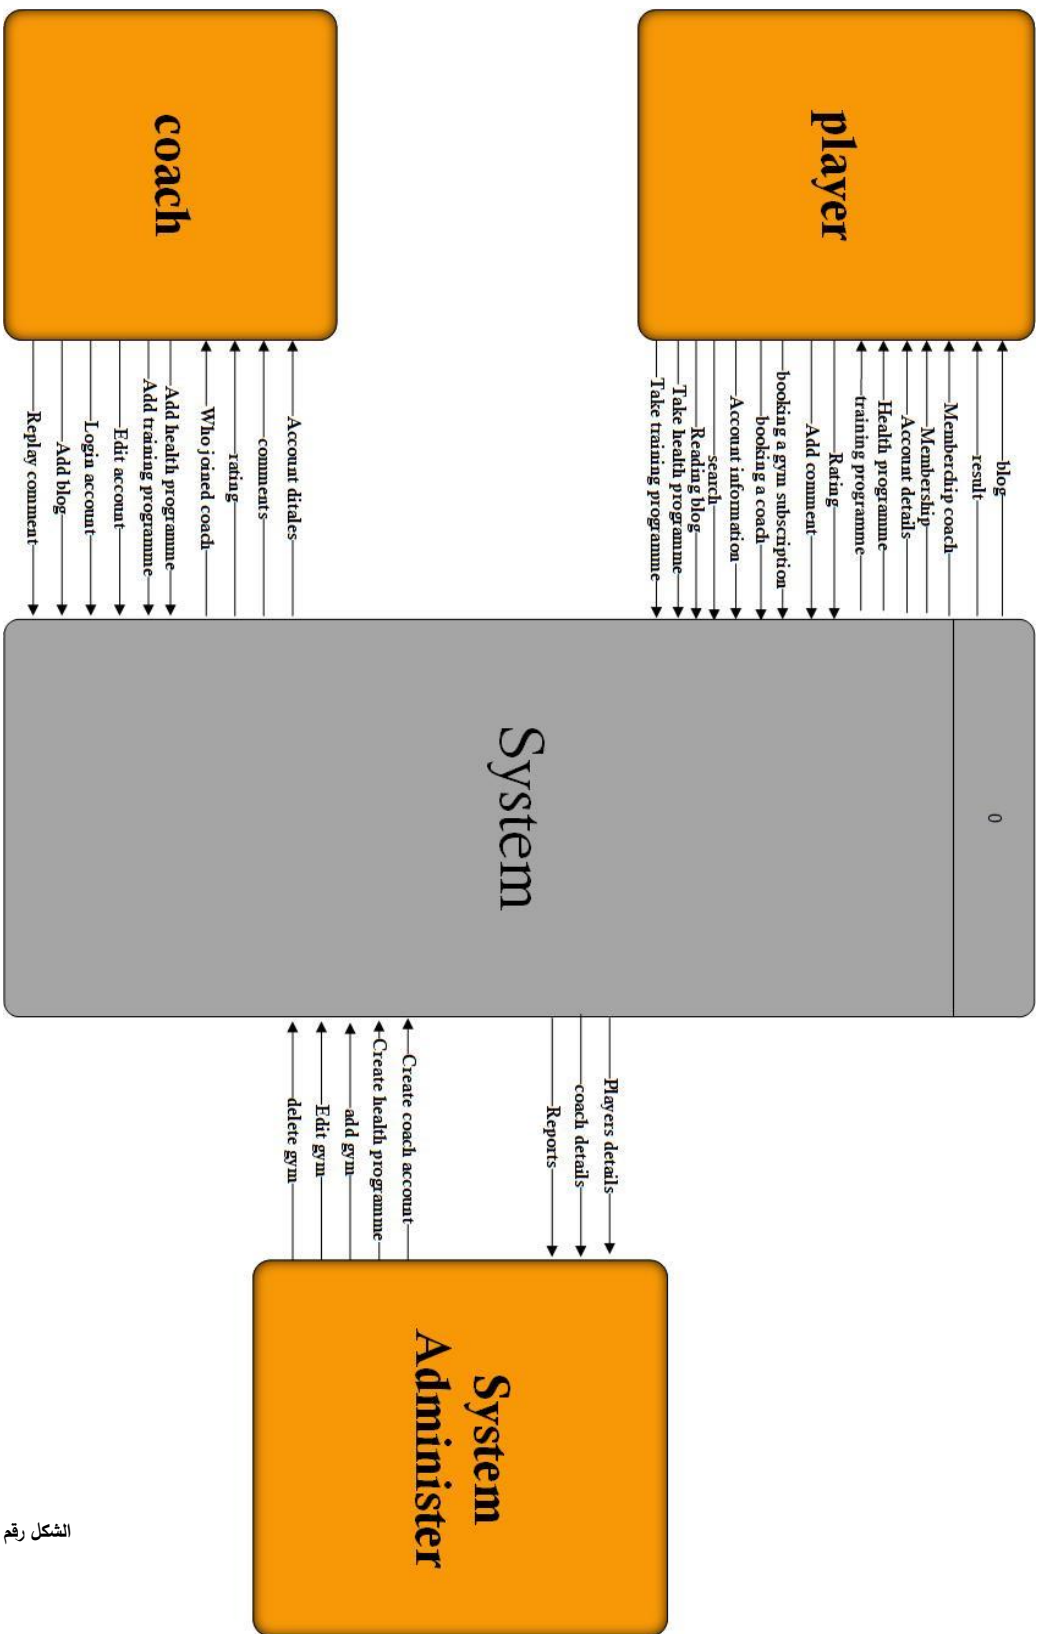 player
blog
result
Memberdhip coach
Membership
Account details
Health programme
training programme
Rating
Add comment
booking a gym subscription
booking a coach
Account information
search
Reading blog
Take health programme
Take training programme
coach
Account ditales
comments
rating
Who joined coach
Add health programme
Add training programme
Edit account
Login account
Add blog
Replay comment
0
System
Players details
coach details
Reports
Create coach account
Create health programme
add gym
Edit gym
delete gym
System
Administer
الشكل رقم